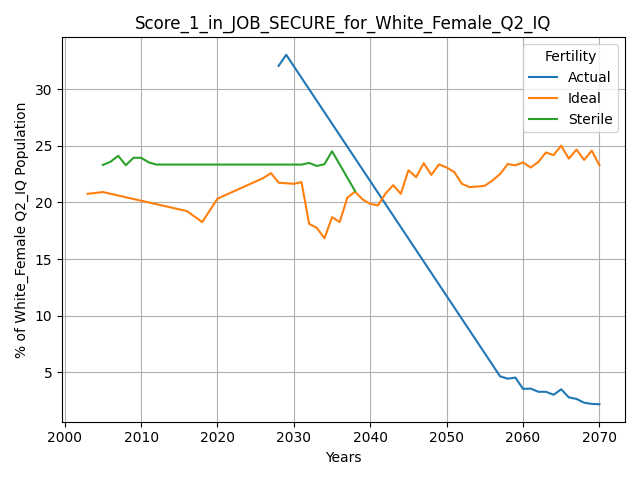 Score_1_in_JOB_SECURE_for_White_Female_Q2_IQ
Fertility
Actual
Ideal
Sterile
% of White_Female Q2_IQ Population
30
25
20
15
10
5
2000 2010 2020 2030 2040 2050 2060 2070
Years